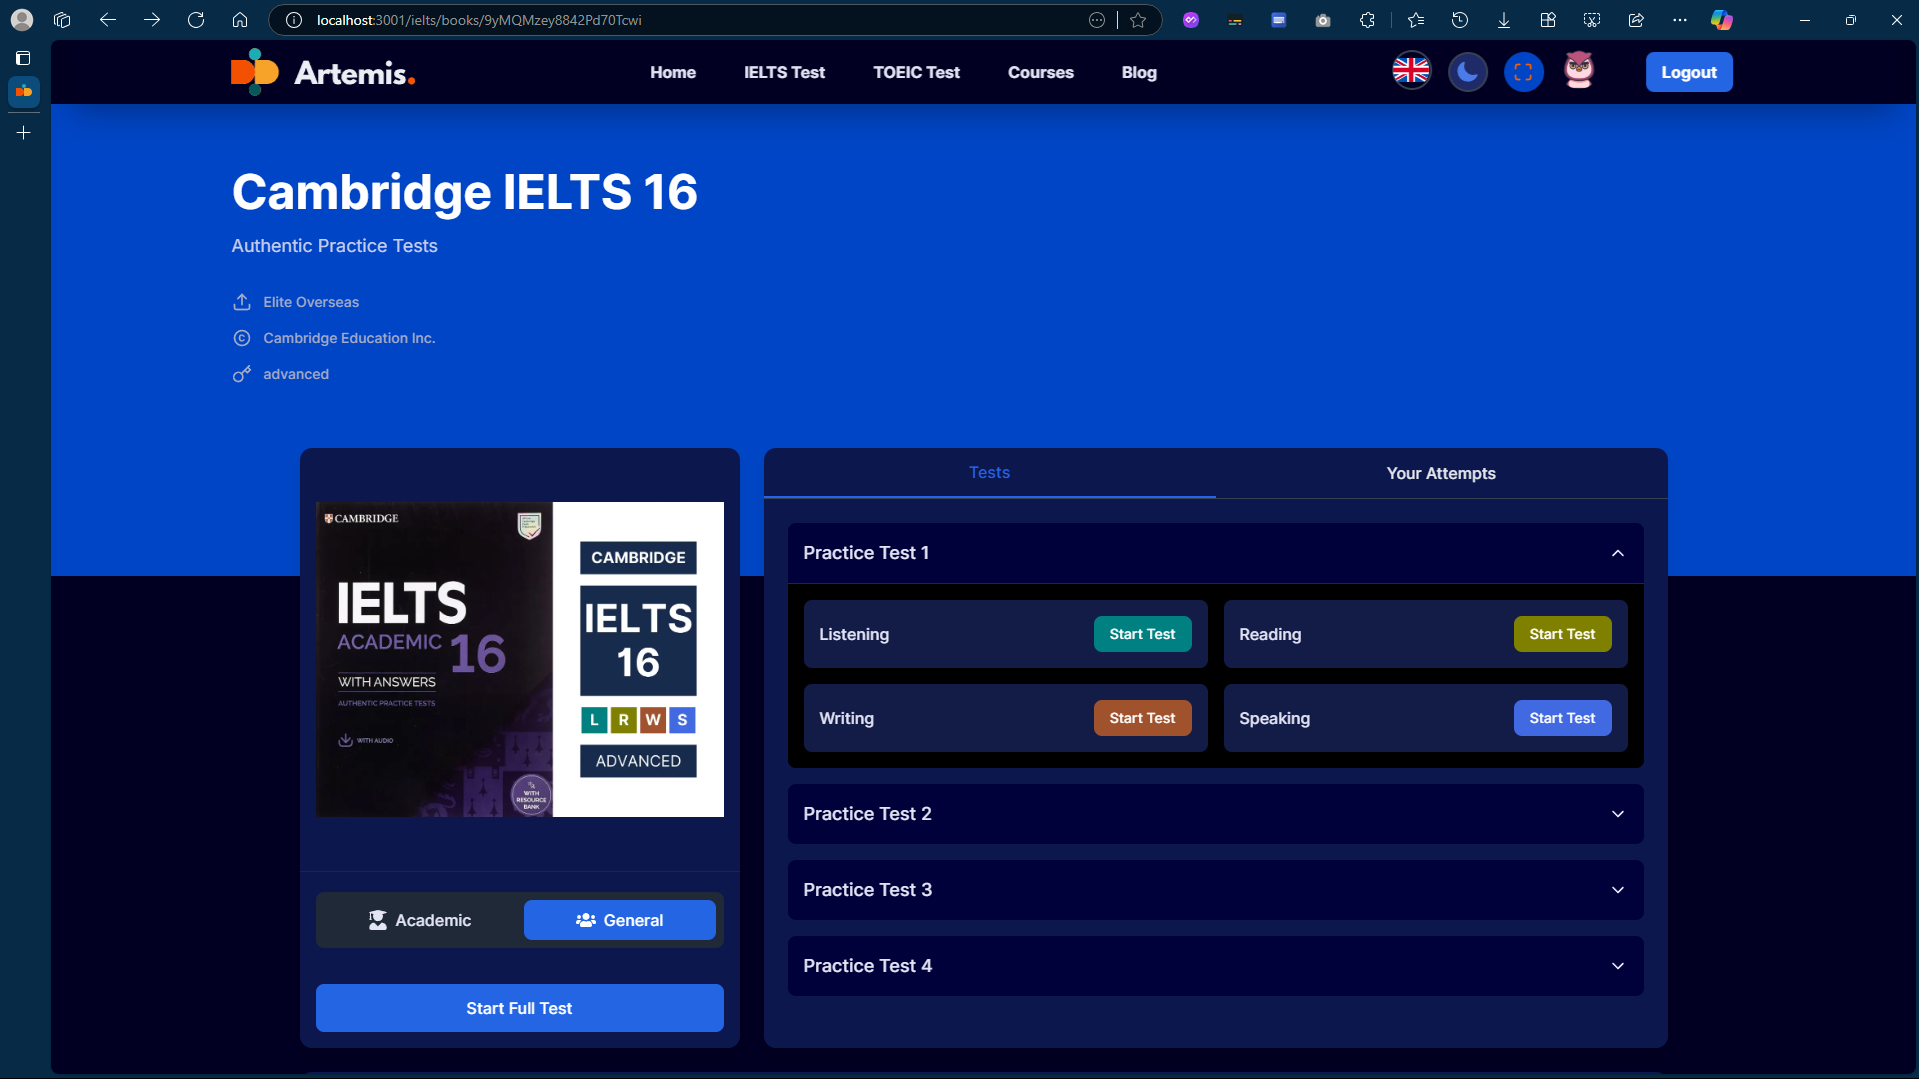 localhost:3001/ielts/books/9yMQMzey8842Pd70Tcwi
Artemis.
Home
IELTS Test
TOEIC Test
Courses
Blog
Logout
Cambridge IELTS 16
Authentic Practice Tests
Elite Overseas
Cambridge Education Inc.
advanced
CAMBRIDGE
IELTS
ACADEMIC 16
WITH ANSWERS
AUTHENTIC PRACTICE TESTS
WITH AUDIO
WITH
RESOURCE
BANK
CAMBRIDGE
IELTS
16
L R W S
ADVANCED
Academic
General
Start Full Test
Tests
Your Attempts
Practice Test 1
Listening
Start Test
Reading
Start Test
Writing
Start Test
Speaking
Start Test
Practice Test 2
Practice Test 3
Practice Test 4